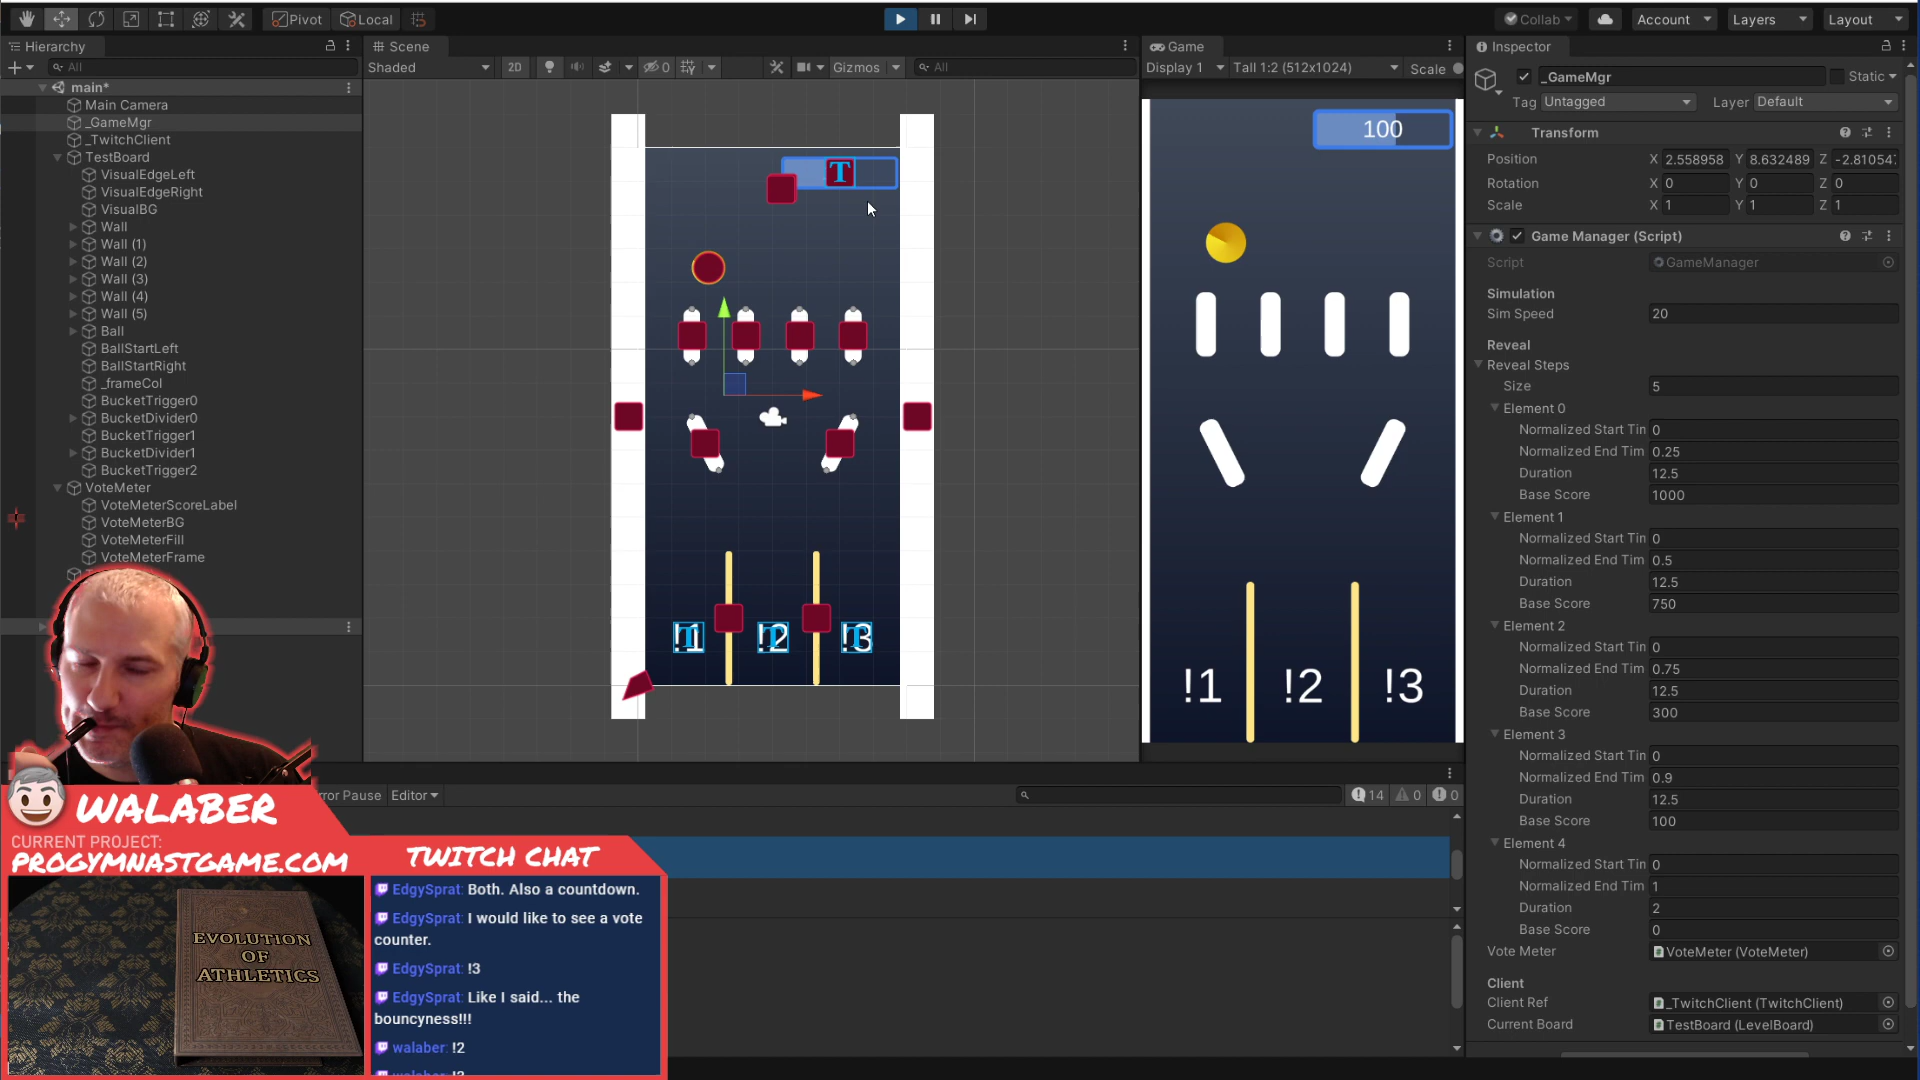 Pivot
Local
Collab
Account
Layers
Layout
Hierarchy
All
main*
Main Camera
_GameMgr
_TwitchClient
TestBoard
VisualEdgeLeft
VisualEdgeRight
VisualBG
Wall
Wall (1)
Wall (2)
Wall (3)
Wall (4)
Wall (5)
Ball
BallStartLeft
BallStartRight
_frameCol
BucketTrigger0
BucketDivider0
BucketTrigger1
BucketDivider1
BucketTrigger2
VoteMeter
VoteMeterScoreLabel
VoteMeterBG
VoteMeterFill
VoteMeterFrame
Scene
Shaded
2D
0
Gizmos
All
T
!1
!2
!3
Game
Display 1
Tall 1:2 (512x1024)
Scale
100
!1
!2
!3
Inspector
_GameMgr
Static
Tag Untagged
Layer Default
Transform
Position X 2.558958 Y 8.632489 Z -2.810547
Rotation X 0 Y 0 Z 0
Scale X 1 Y 1 Z 1
Game Manager (Script)
Script GameManager
Simulation
Sim Speed 20
Reveal
Reveal Steps
Size 5
Element 0
Normalized Start Tin 0
Normalized End Tim 0.25
Duration 12.5
Base Score 1000
Element 1
Normalized Start Tin 0
Normalized End Tim 0.5
Duration 12.5
Base Score 750
Element 2
Normalized Start Tin 0
Normalized End Tim 0.75
Duration 12.5
Base Score 300
Element 3
Normalized Start Tin 0
Normalized End Tim 0.9
Duration 12.5
Base Score 100
Element 4
Normalized Start Tin 0
Normalized End Tim 1
Duration 2
Base Score 0
Vote Meter VoteMeter (VoteMeter)
Client
Client Ref _TwitchClient (TwitchClient)
Current Board TestBoard (LevelBoard)
rror Pause
Editor
14
0
0
WALABER
CURRENT PROJECT:
PROGYMNASTGAME.COM
EVOLUTION
OF
ATHLETICS
TWITCH CHAT
EdgySprat: Both. Also a countdown.
EdgySprat: I would like to see a vote
counter.
EdgySprat: !3
EdgySprat: Like I said... the
bouncyness!!!
walaber: !2